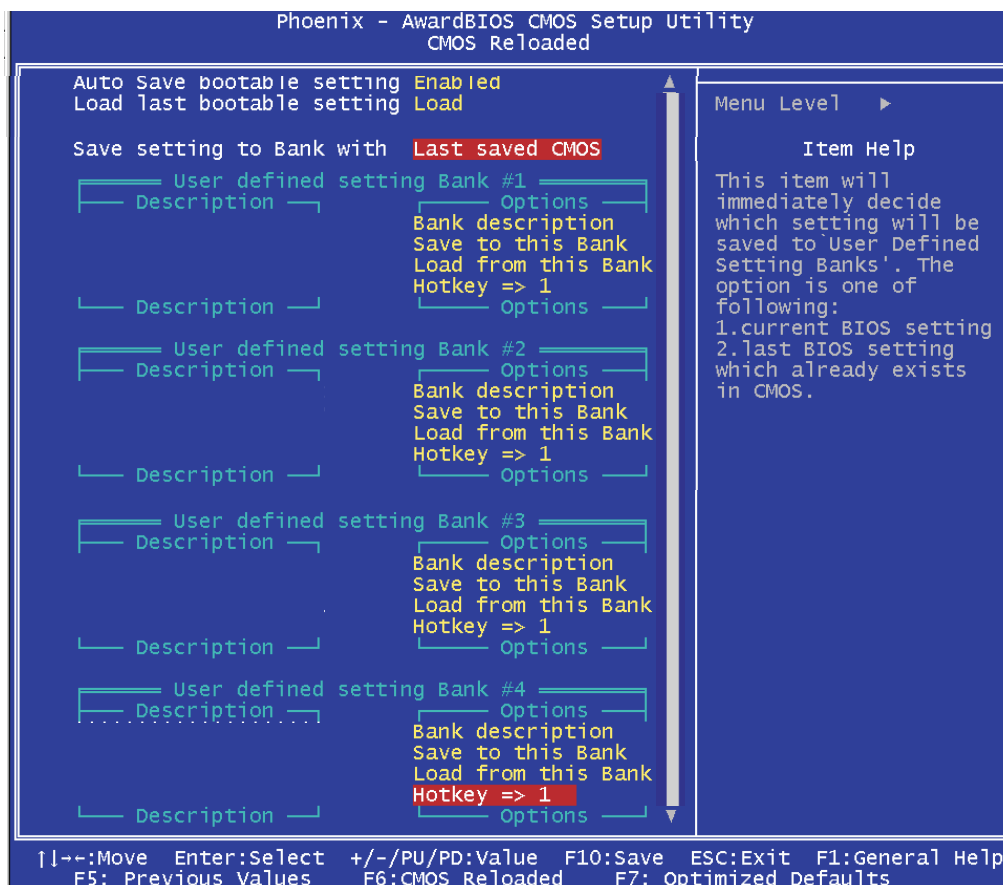 Phoenix - AwardBIOS CMOS Setup Utility
CMOS Reloaded
Auto Save bootable setting Enabled
Load last bootable setting Load
Save setting to Bank with Last saved CMOS
User defined setting Bank #1
Description Options
Bank description
Save to this Bank
Load from this Bank
Hotkey => 1
Description Options
User defined setting Bank #2
Description Options
Bank description
Save to this Bank
Load from this Bank
Hotkey => 1
Description Options
User defined setting Bank #3
Description Options
Bank description
Save to this Bank
Load from this Bank
Hotkey => 1
Description Options
User defined setting Bank #4
Description Options
Bank description
Save to this Bank
Load from this Bank
Hotkey => 1
Description Options
Menu Level ▶
Item Help
This item will
immediately decide
which setting will be
saved to`User Defined
Setting Banks'. The
option is one of
following:
1.current BIOS setting
2.last BIOS setting
which already exists
in CMOS.
↑↓→←:Move Enter:Select +/-/PU/PD:Value F10:Save ESC:Exit F1:General Help
F5: Previous Values F6:CMOS Reloaded F7: Optimized Defaults